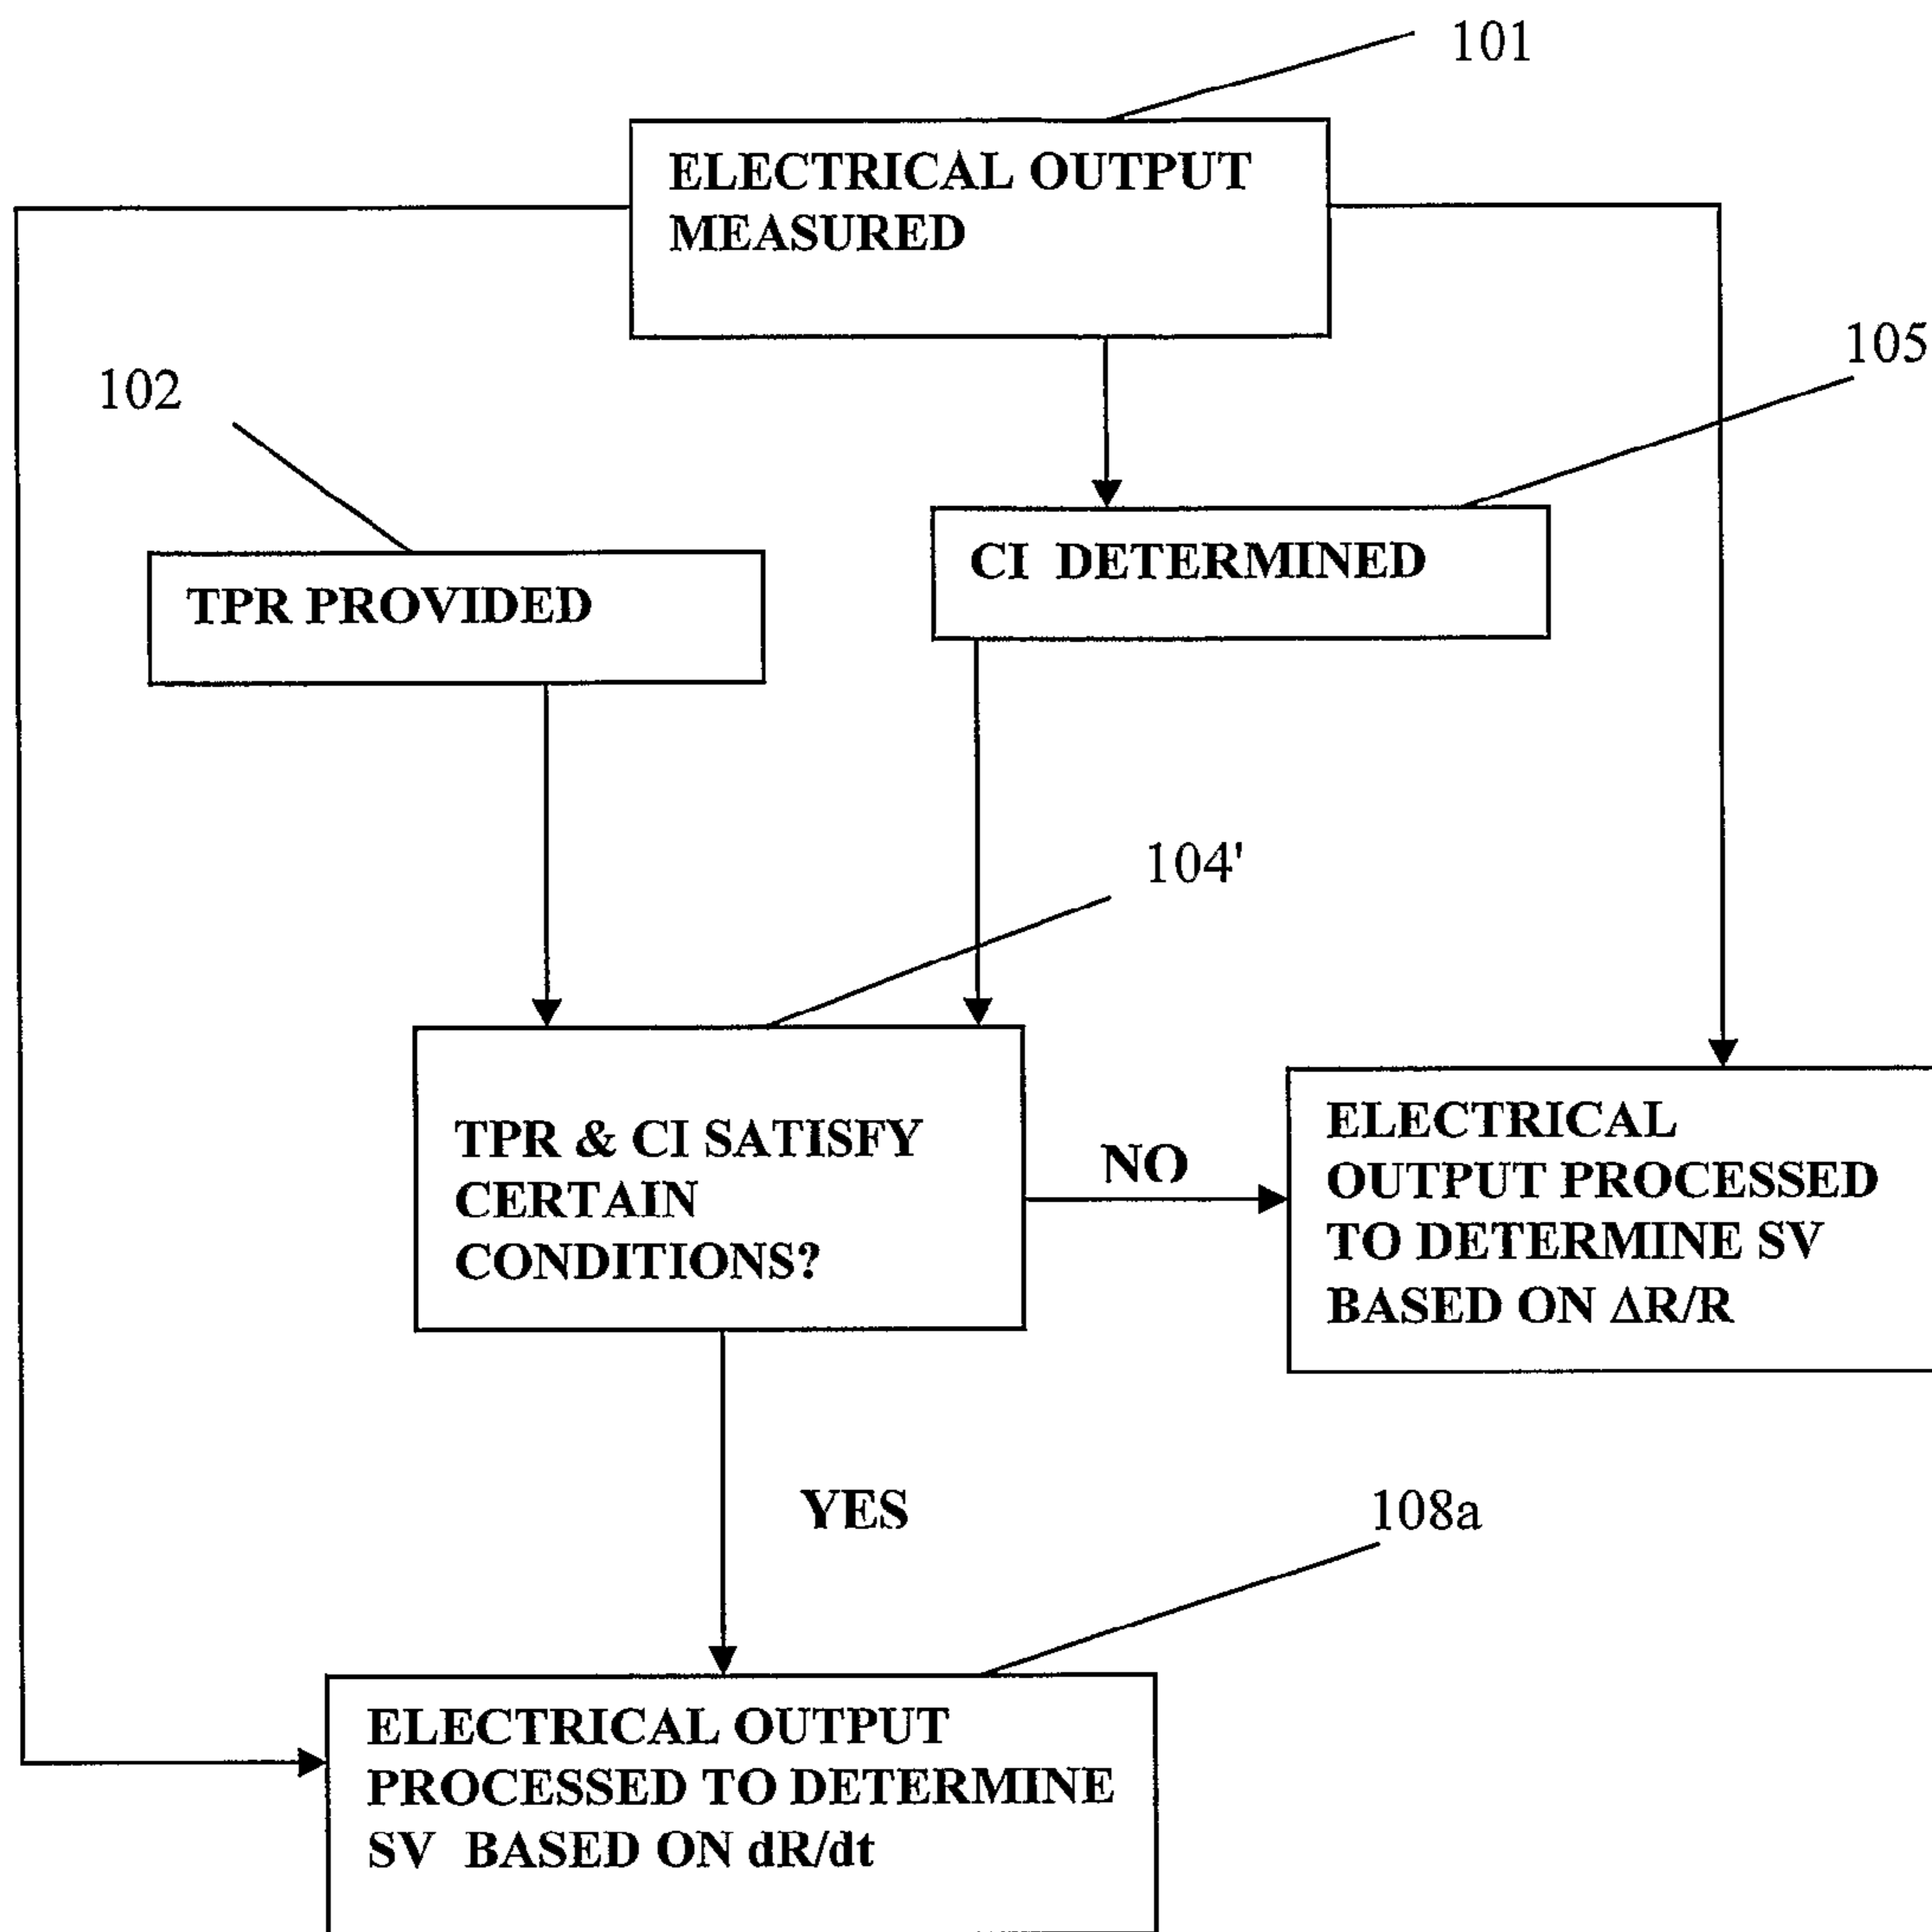 101
ELECTRICAL OUTPUT
MEASURED
105
102
CI DETERMINED
TPR PROVIDED
104'
TPR & CI SATISFY
CERTAIN
CONDITIONS?
NO
ELECTRICAL
OUTPUT PROCESSED
TO DETERMINE SV
BASED ON ΔR/R
YES
108a
ELECTRICAL OUTPUT
PROCESSED TO DETERMINE
SV BASED ON dR/dt